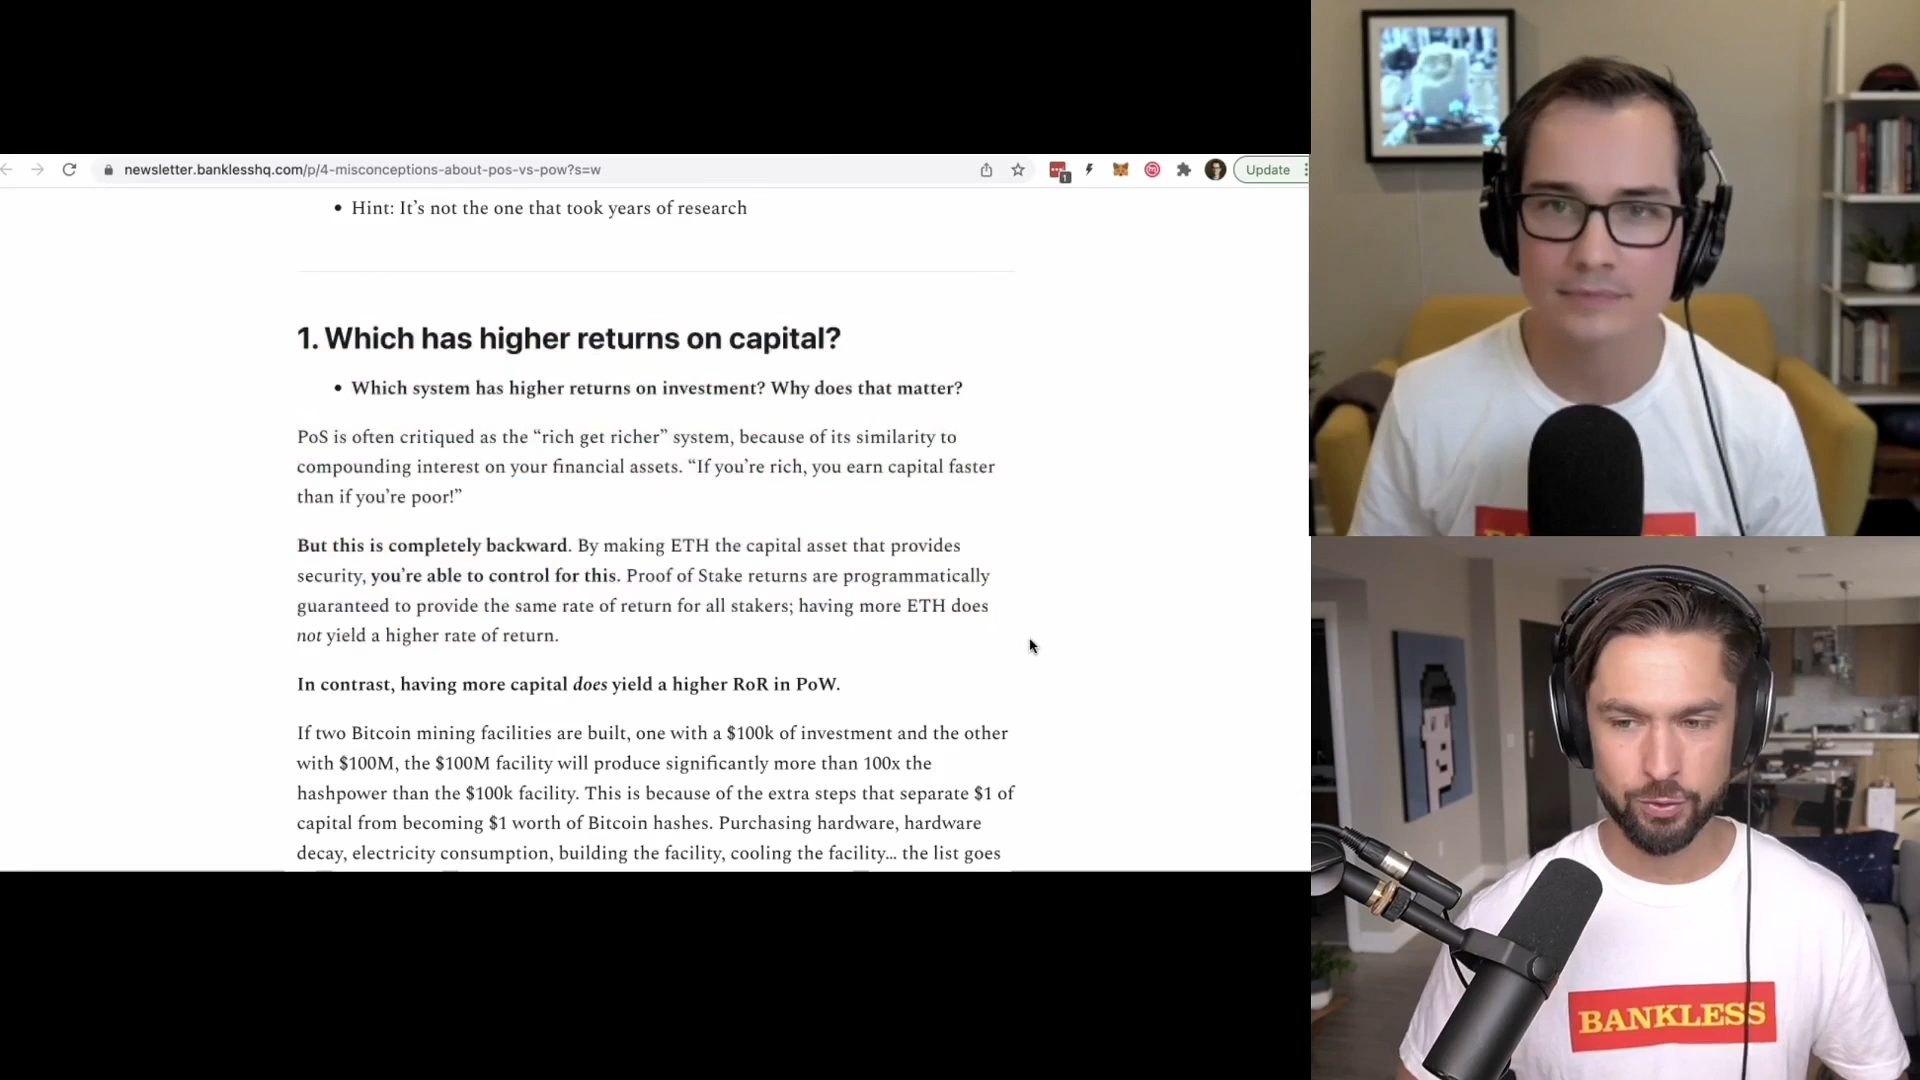 newsletter.banklesshq.com/p/4-misconceptions-about-pos-vs-pow?s=w
1
Update
• Hint: It’s not the one that took years of research
1. Which has higher returns on capital?
• Which system has higher returns on investment? Why does that matter?
PoS is often critiqued as the “rich get richer” system, because of its similarity to
compounding interest on your financial assets. “If you’re rich, you earn capital faster
than if you’re poor!”
But this is completely backward. By making ETH the capital asset that provides
security, you’re able to control for this. Proof of Stake returns are programmatically
guaranteed to provide the same rate of return for all stakers; having more ETH does
not yield a higher rate of return.
In contrast, having more capital does yield a higher RoR in PoW.
If two Bitcoin mining facilities are built, one with a $100k of investment and the other
with $100M, the $100M facility will produce significantly more than 100x the
hashpower than the $100k facility. This is because of the extra steps that separate $1 of
capital from becoming $1 worth of Bitcoin hashes. Purchasing hardware, hardware
decay, electricity consumption, building the facility, cooling the facility… the list goes
BANKLESS